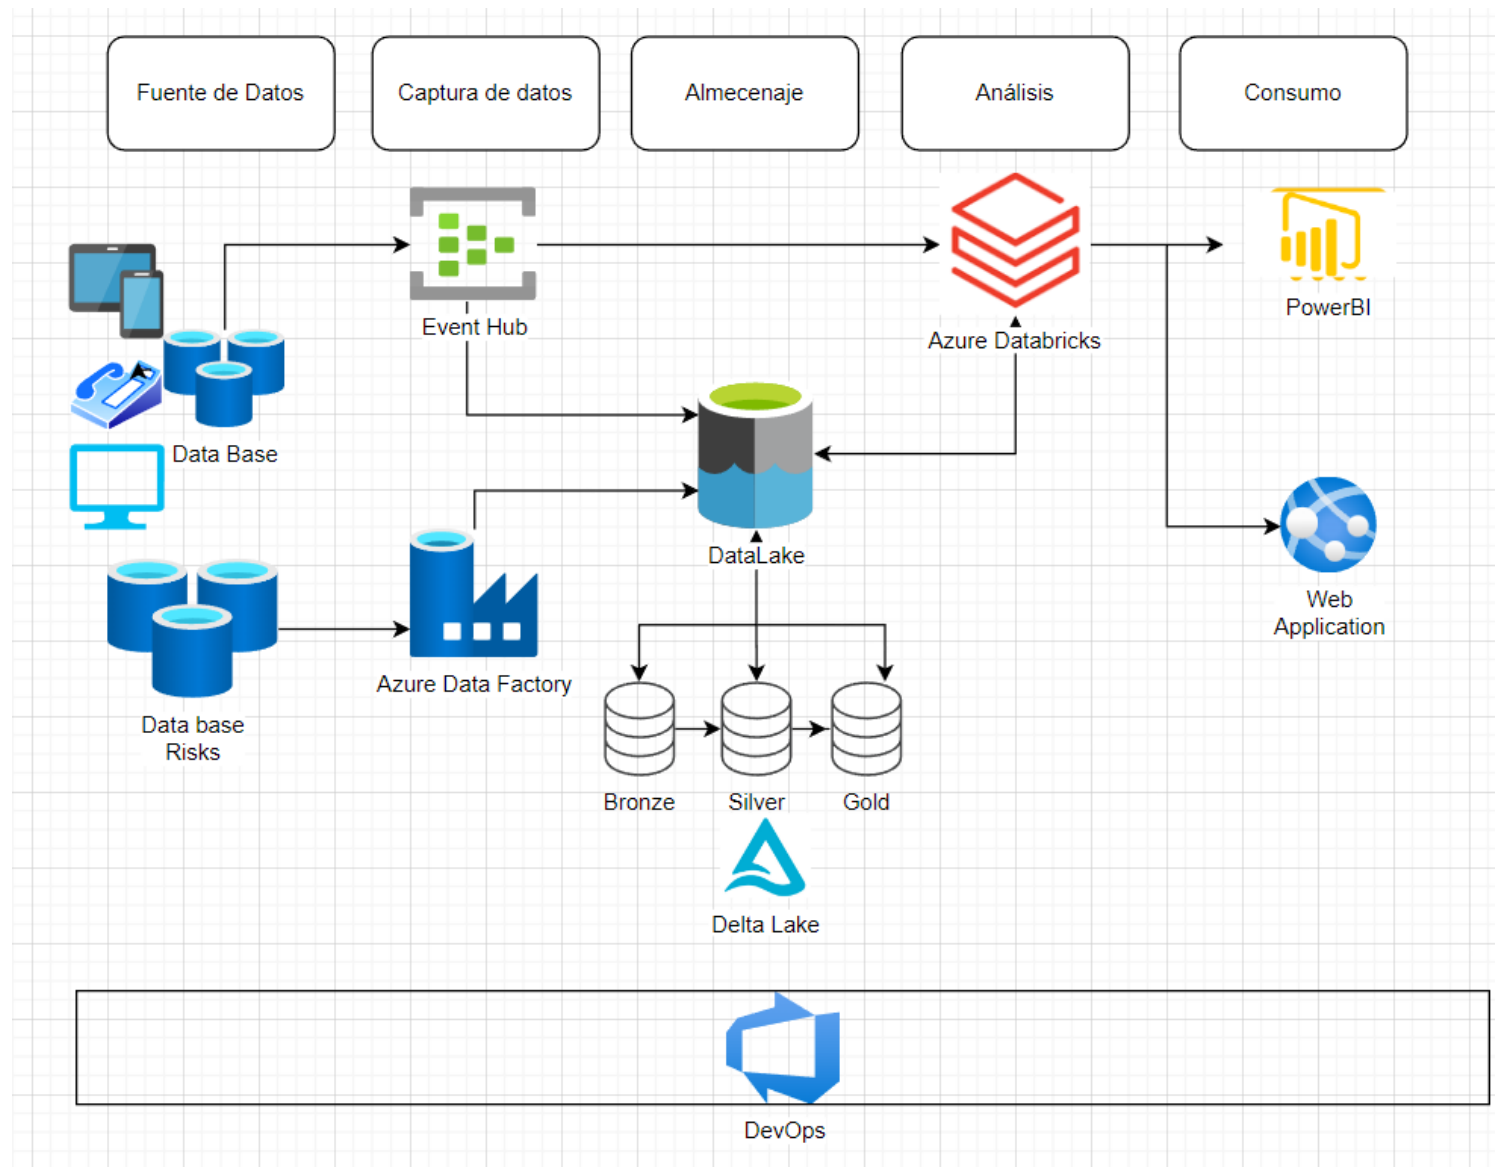 Fuente de Datos
Captura de datos
Almecenaje
Análisis
Consumo
Event Hub
PowerBI
Azure Databricks
Data Base
DataLake
Web
Application
Azure Data Factory
Data base
Risks
Bronze
Silver
Gold
Delta Lake
DevOps